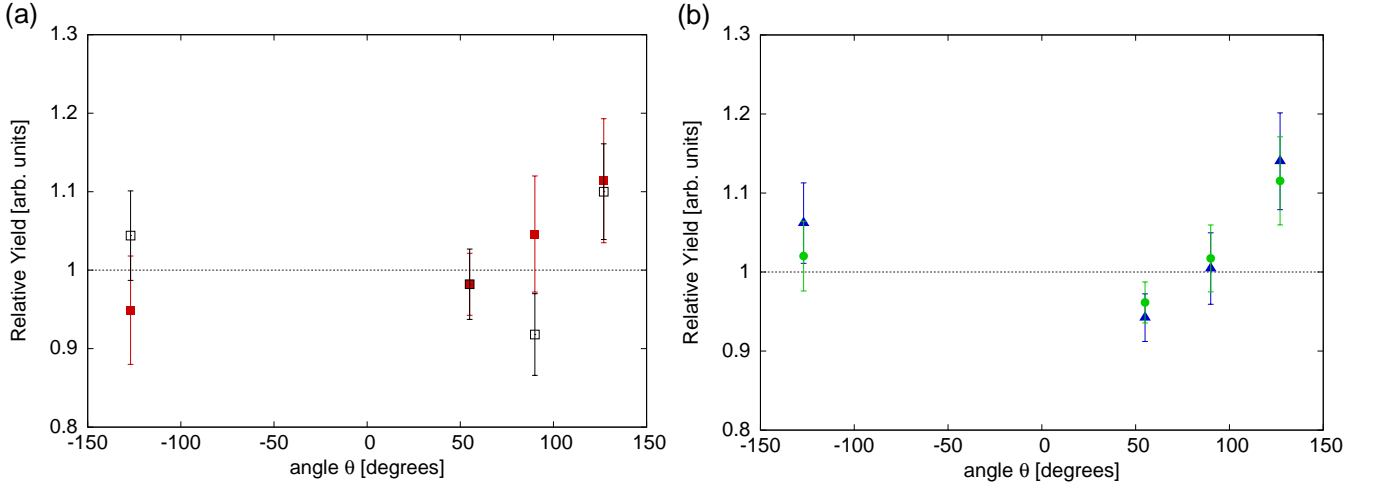 (a)
(b)
1.3
1.2
1.1
1
0.9
0.8
-150 -100 -50 0 50 100 150
Relative Yield [arb. units]
angle θ [degrees]
1.3
1.2
1.1
1
0.9
0.8
-150 -100 -50 0 50 100 150
Relative Yield [arb. units]
angle θ [degrees]